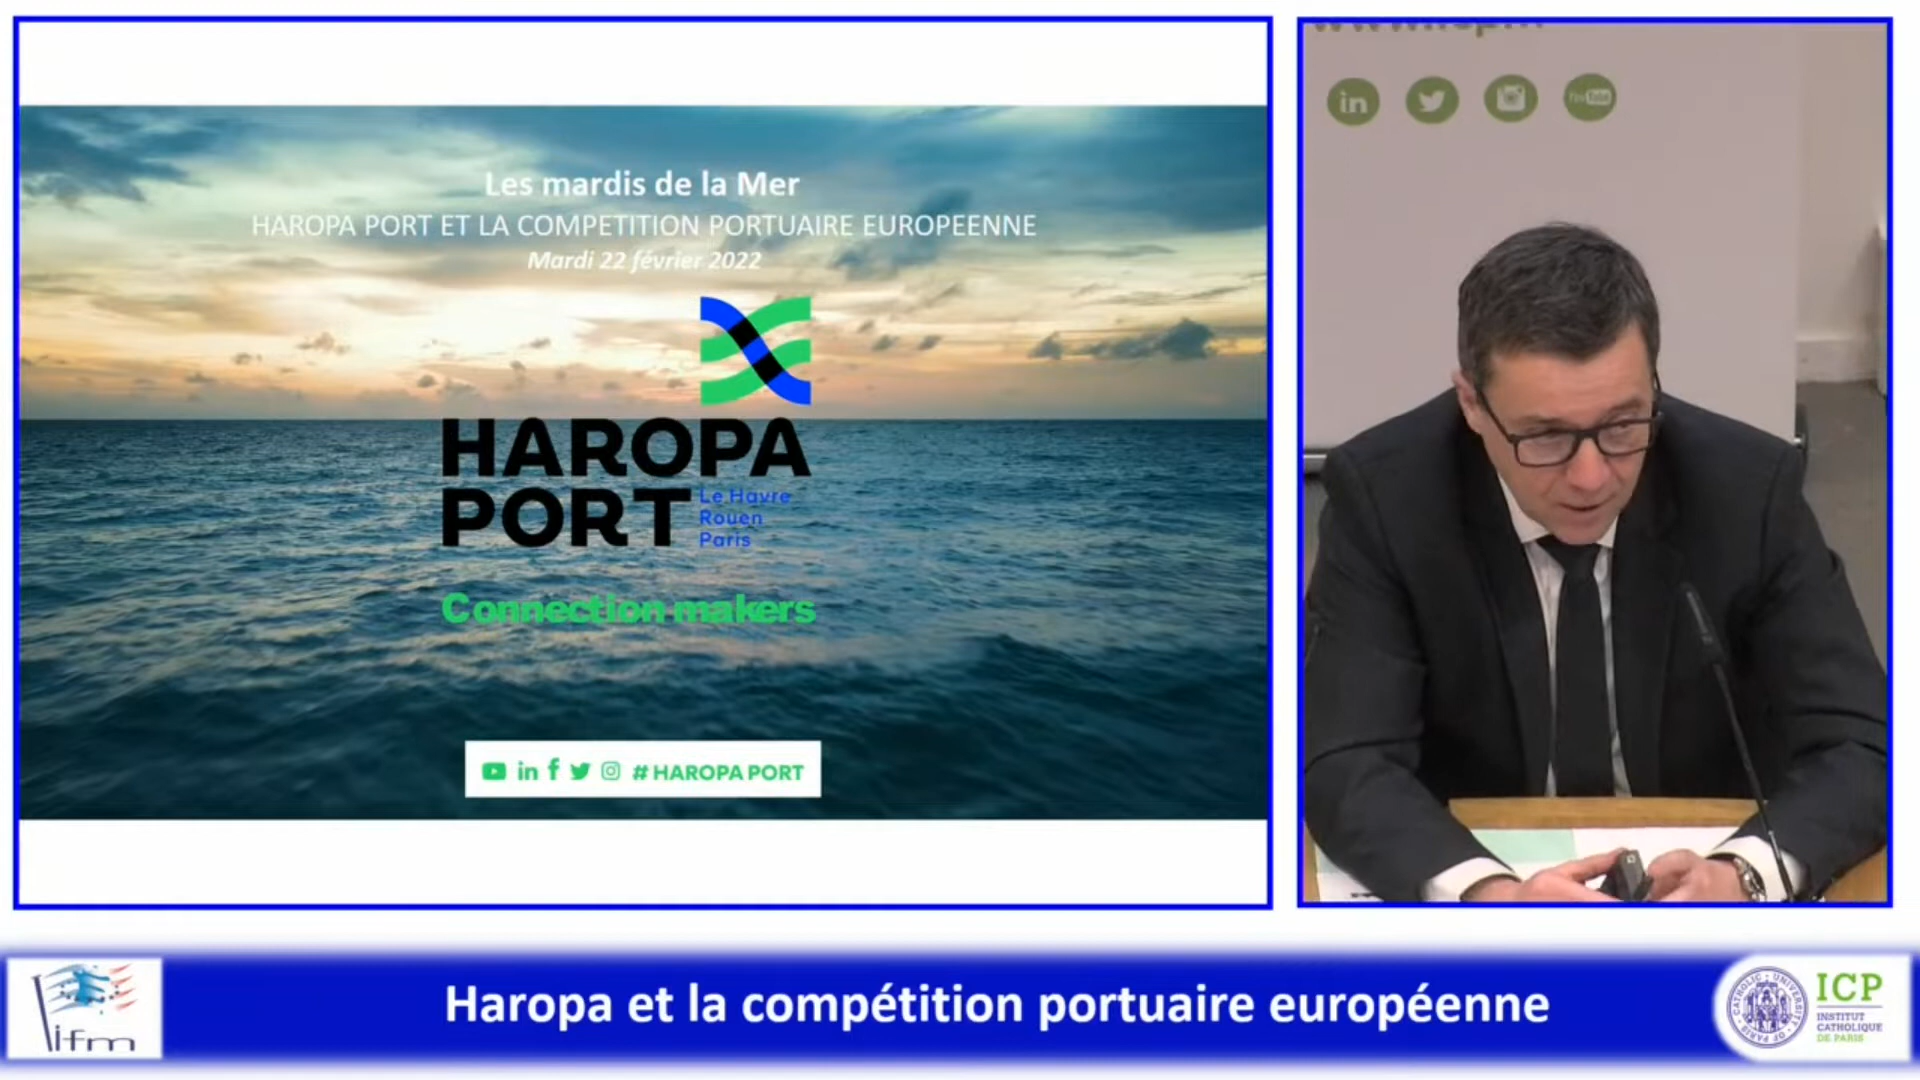 Les mardis de la Mer
HAROPA PORT ET LA COMPETITION PORTUAIRE EUROPEENNE
Mardi 22 février 2022
HAROPA
PORT
Le Havre
Rouen
Paris
Connection makers
in f #HAROPA PORT
in
YouTube
Haropa et la compétition portuaire européenne
ifm
ICP
INSTITUT
CATHOLIQUE
DE PARIS